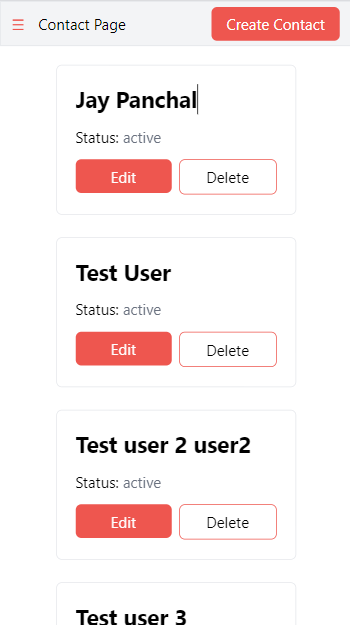 Contact Page
Create Contact
Jay Panchal
Status: active
Edit
Delete
Test User
Status: active
Edit
Delete
Test user 2 user2
Status: active
Edit
Delete
Test user 3